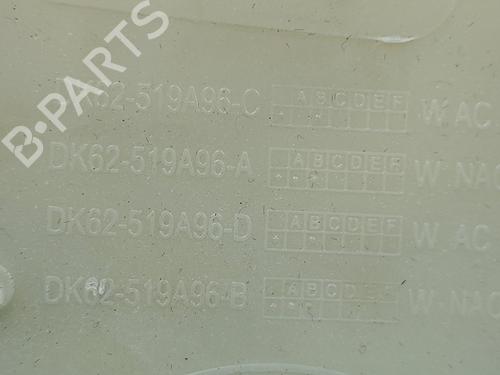 B-PARTS
DK62-519A96-C ABCDEF W. AC
DK62-519A96-A ABCDEF W. NAC
DK62-519A96-D ABCDEF W. AC
DK62-519A96-B ABCDEF W. NAC